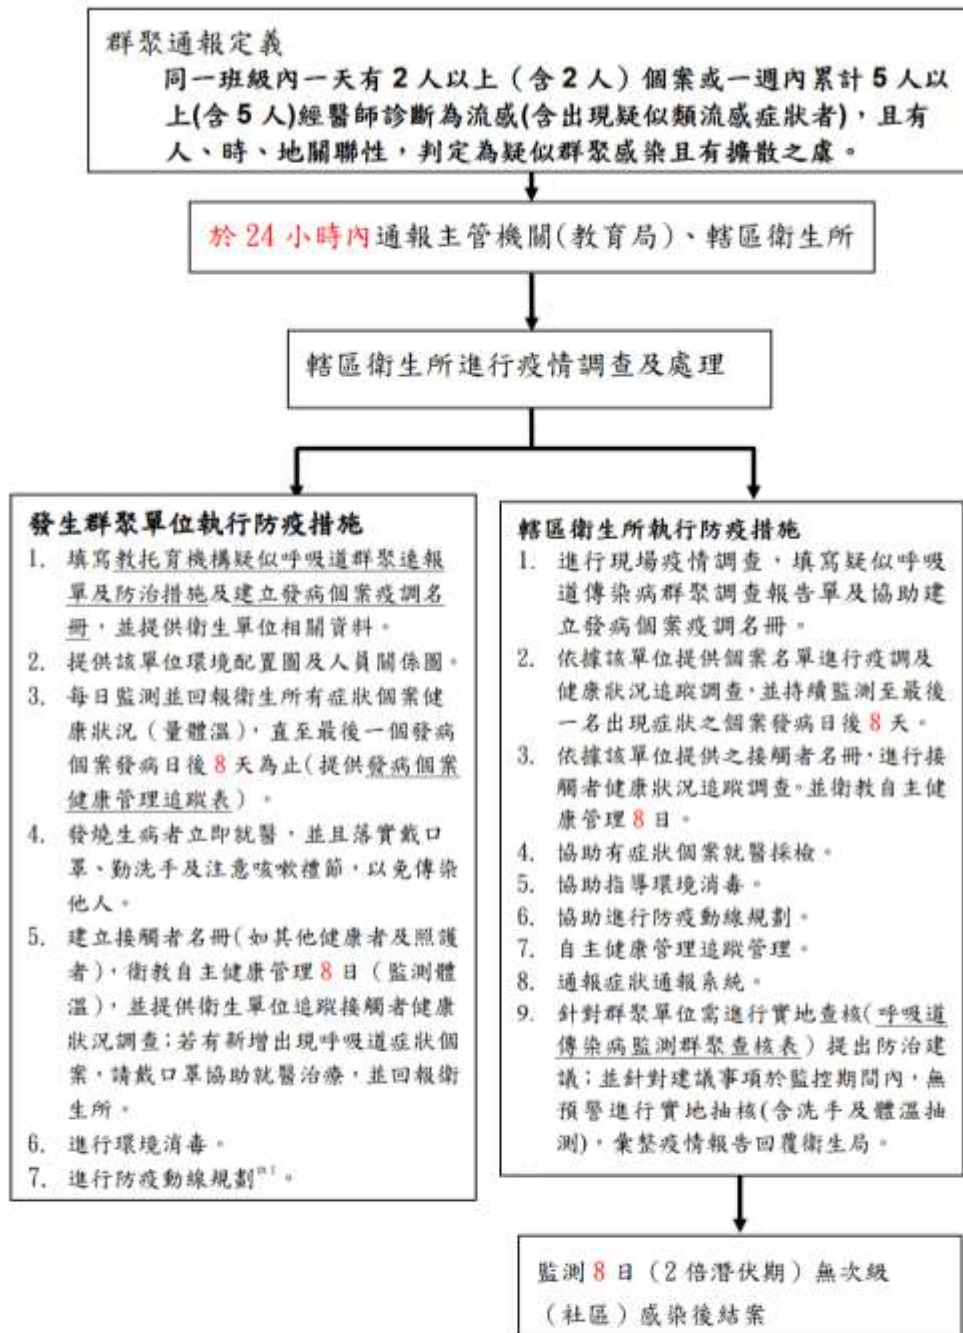 群聚通報定義
同一班級內一天有 2 人以上（含 2 人）個案或一週內累計 5 人以
上(含 5 人)經醫師診斷為流感(含出現疑似類流感症狀者)，且有
人、時、地關聯性，判定為疑似群聚感染且有擴散之虞。
於 24 小時內通報主管機關(教育局)、轄區衛生所
轄區衛生所進行疫情調查及處理
發生群聚單位執行防疫措施
1. 填寫教托育機構疑似呼吸道群聚速報
單及防治措施及建立發病個案疫調名
冊，並提供衛生單位相關資料。
2. 提供該單位環境配置圖及人員關係圖。
3. 每日監測並回報衛生所有症狀個案健
康狀況（量體溫），直至最後一個發病
個案發病日後 8 天為止(提供發病個案
健康管理追蹤表）。
4. 發燒生病者立即就醫，並且落實戴口
罩、勤洗手及注意咳嗽禮節，以免傳染
他人。
5. 建立接觸者名冊(如其他健康者及照護
者)，衛教自主健康管理 8 日（監測體
溫），並提供衛生單位追蹤接觸者健康
狀況調查；若有新增出現呼吸道症狀個
案，請戴口罩協助就醫治療，並回報衛
生所。
6. 進行環境消毒。
7. 進行防疫動線規劃。
轄區衛生所執行防疫措施
1. 進行現場疫情調查，填寫疑似呼吸
道傳染病群聚調查報告單及協助建
立發病個案疫調名冊。
2. 依據該單位提供個案名單進行疫調及
健康狀況追蹤調查，並持續監測至最後
一名出現症狀之個案發病日後 8 天。
3. 依據該單位提供之接觸者名冊，進行接
觸者健康狀況追蹤調查。並衛教自主健
康管理 8 日。
4. 協助有症狀個案就醫採檢。
5. 協助指導環境消毒。
6. 協助進行防疫動線規劃。
7. 自主健康管理追蹤管理。
8. 通報症狀通報系統。
9. 針對群聚單位需進行實地查核(呼吸道
傳染病監測群聚查核表）提出防治建
議；並針對建議事項於監控期間內，無
預警進行實地抽核(含洗手及體溫抽
測)，彙整疫情報告回覆衛生局。
監測 8 日（2 倍潛伏期）無次級
（社區）感染後結案